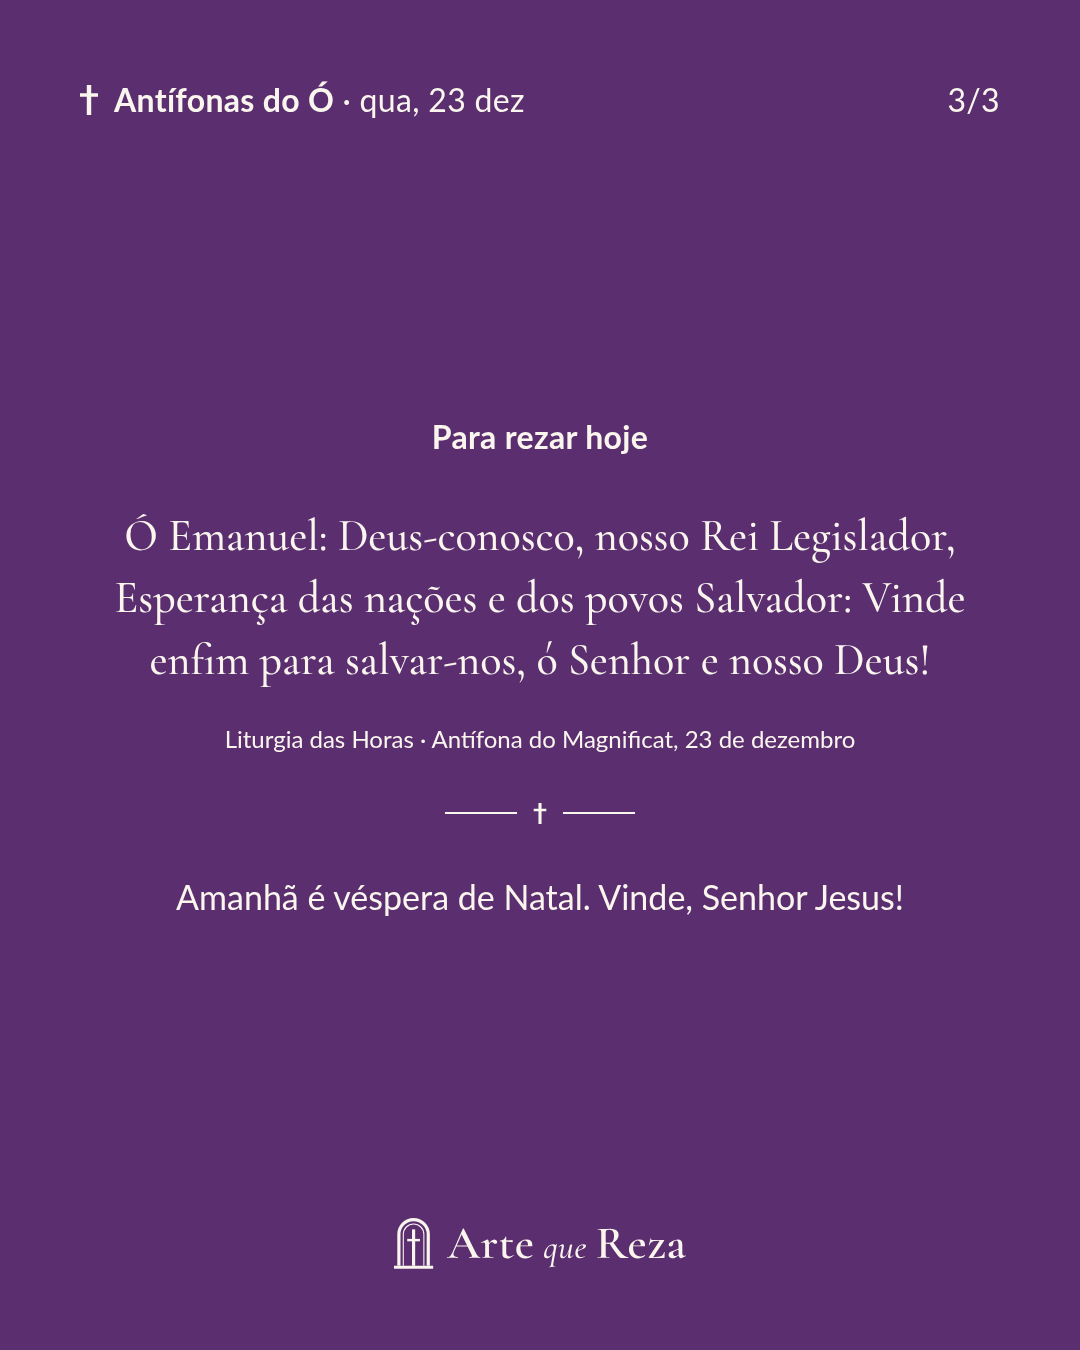 † Antífonas do Ó · qua, 23 dez
3/3
Para rezar hoje
Ó Emanuel: Deus-conosco, nosso Rei Legislador,
Esperança das nações e dos povos Salvador: Vinde
enfim para salvar-nos, ó Senhor e nosso Deus!
Liturgia das Horas · Antífona do Magnificat, 23 de dezembro
†
Amanhã é véspera de Natal. Vinde, Senhor Jesus!
Arte que Reza